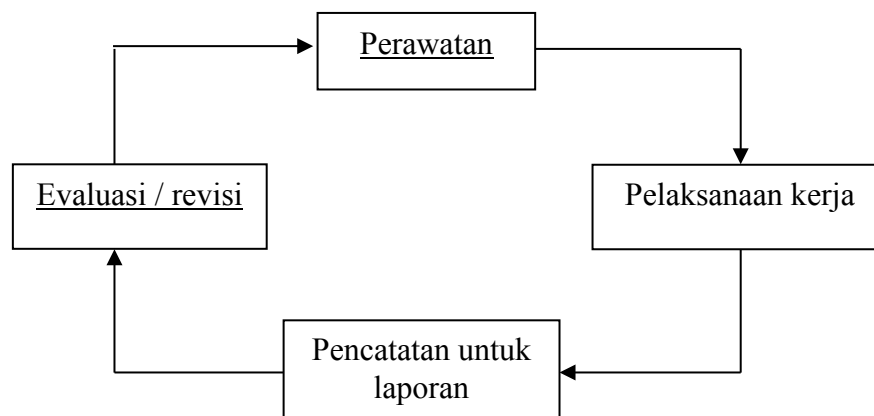 Perawatan
Evaluasi / revisi
Pelaksanaan kerja
Pencatatan untuk
laporan